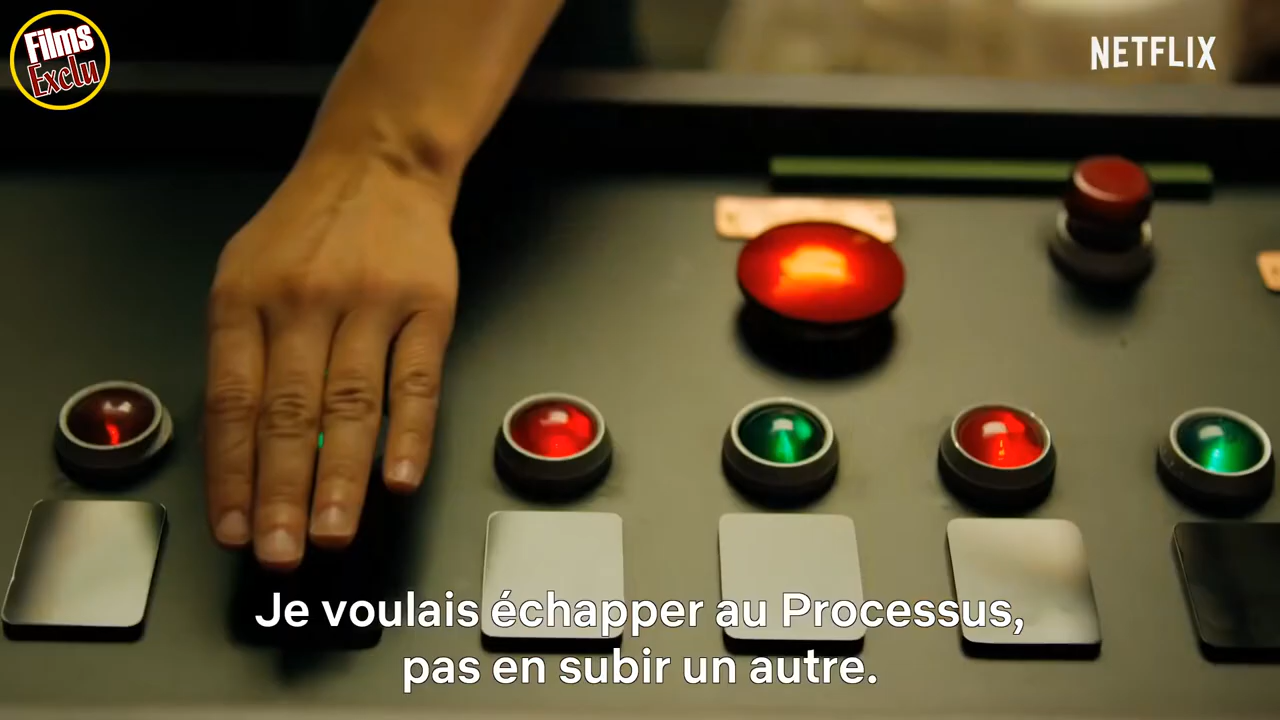 Films
Exclu
NETFLIX
Je voulais échapper au Processus,
pas en subir un autre.